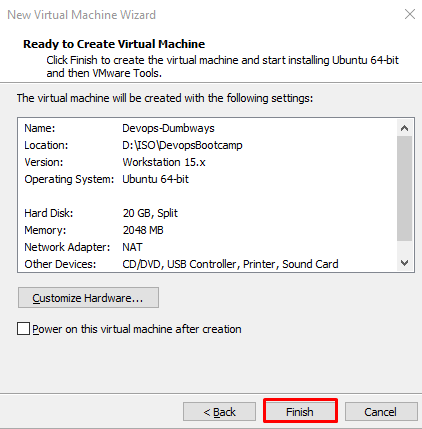 New Virtual Machine Wizard
Ready to Create Virtual Machine
Click Finish to create the virtual machine and start installing Ubuntu 64-bit
and then VMware Tools.
The virtual machine will be created with the following settings:
Name: Devops-Dumbways
Location: D:\ISO\DevopsBootcamp
Version: Workstation 15.x
Operating System: Ubuntu 64-bit
Hard Disk: 20 GB, Split
Memory: 2048 MB
Network Adapter: NAT
Other Devices: CD/DVD, USB Controller, Printer, Sound Card
Customize Hardware...
Power on this virtual machine after creation
< Back Finish Cancel